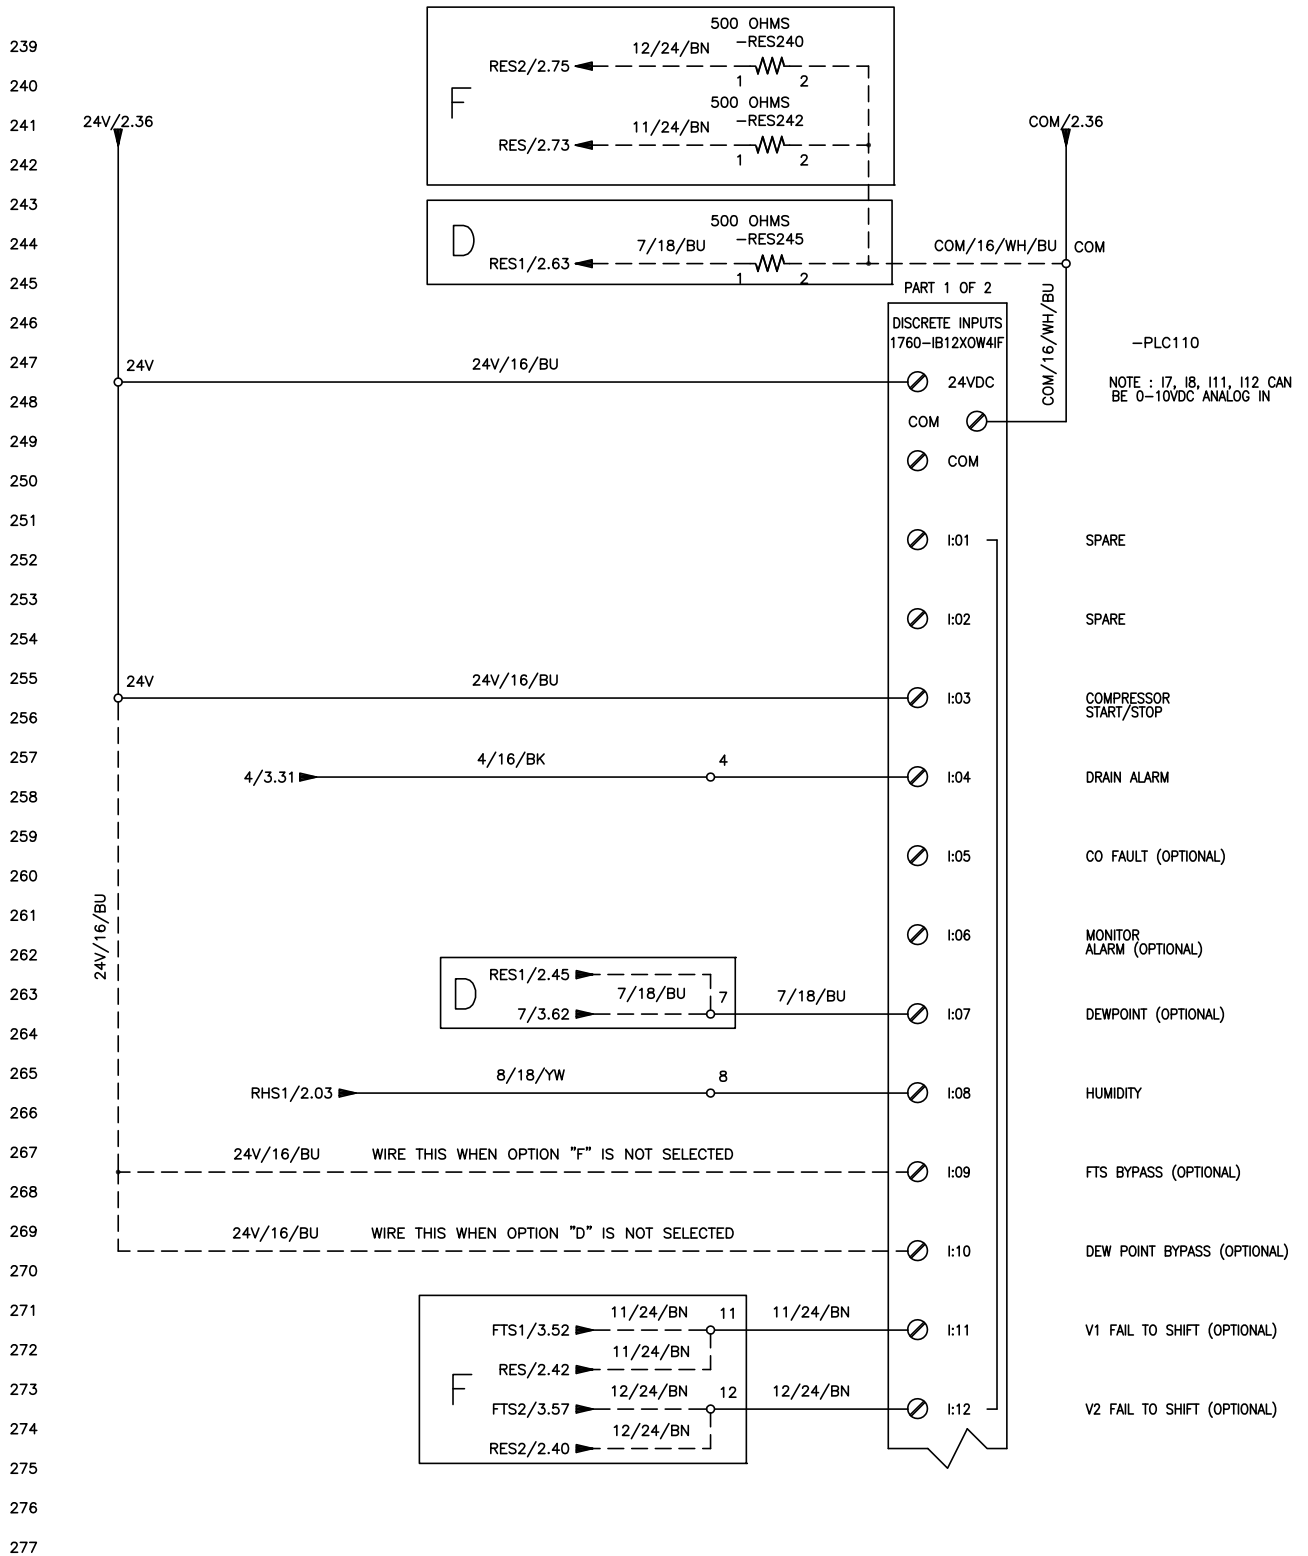 500 OHMS
239
12/24/BN
-RES240
RES2/2.75
1
2
240
F
500 OHMS
241
24V/2.36
11/24/BN
-RES242
COM/2.36
RES/2.73
1
2
242
243
D
500 OHMS
244
7/18/BU
-RES245
COM/16/WH/BU
COM
RES1/2.63
1
2
245
PART 1 OF 2
246
DISCRETE INPUTS
1760-IB12XOW4IF
COM/16/WH/BU
-PLC110
247
24V
24V/16/BU
24VDC
NOTE : I7, I8, I11, I12 CAN
BE 0-10VDC ANALOG IN
248
COM
249
COM
250
251
I:01
SPARE
252
253
I:02
SPARE
254
255
24V
24V/16/BU
I:03
COMPRESSOR
START/STOP
256
257
4/16/BK
4
4/3.31
I:04
DRAIN ALARM
258
259
I:05
CO FAULT (OPTIONAL)
260
24V/16/BU
261
I:06
MONITOR
ALARM (OPTIONAL)
262
D
RES1/2.45
263
7/18/BU
7
7/18/BU
7/3.62
I:07
DEWPOINT (OPTIONAL)
264
265
8/18/YW
8
RHS1/2.03
I:08
HUMIDITY
266
267
24V/16/BU
WIRE THIS WHEN OPTION "F" IS NOT SELECTED
I:09
FTS BYPASS (OPTIONAL)
268
269
24V/16/BU
WIRE THIS WHEN OPTION "D" IS NOT SELECTED
I:10
DEW POINT BYPASS (OPTIONAL)
270
271
11/24/BN
11
11/24/BN
FTS1/3.52
I:11
V1 FAIL TO SHIFT (OPTIONAL)
272
11/24/BN
RES/2.42
F
273
12/24/BN
12
12/24/BN
FTS2/3.57
I:12
V2 FAIL TO SHIFT (OPTIONAL)
274
12/24/BN
RES2/2.40
275
276
277